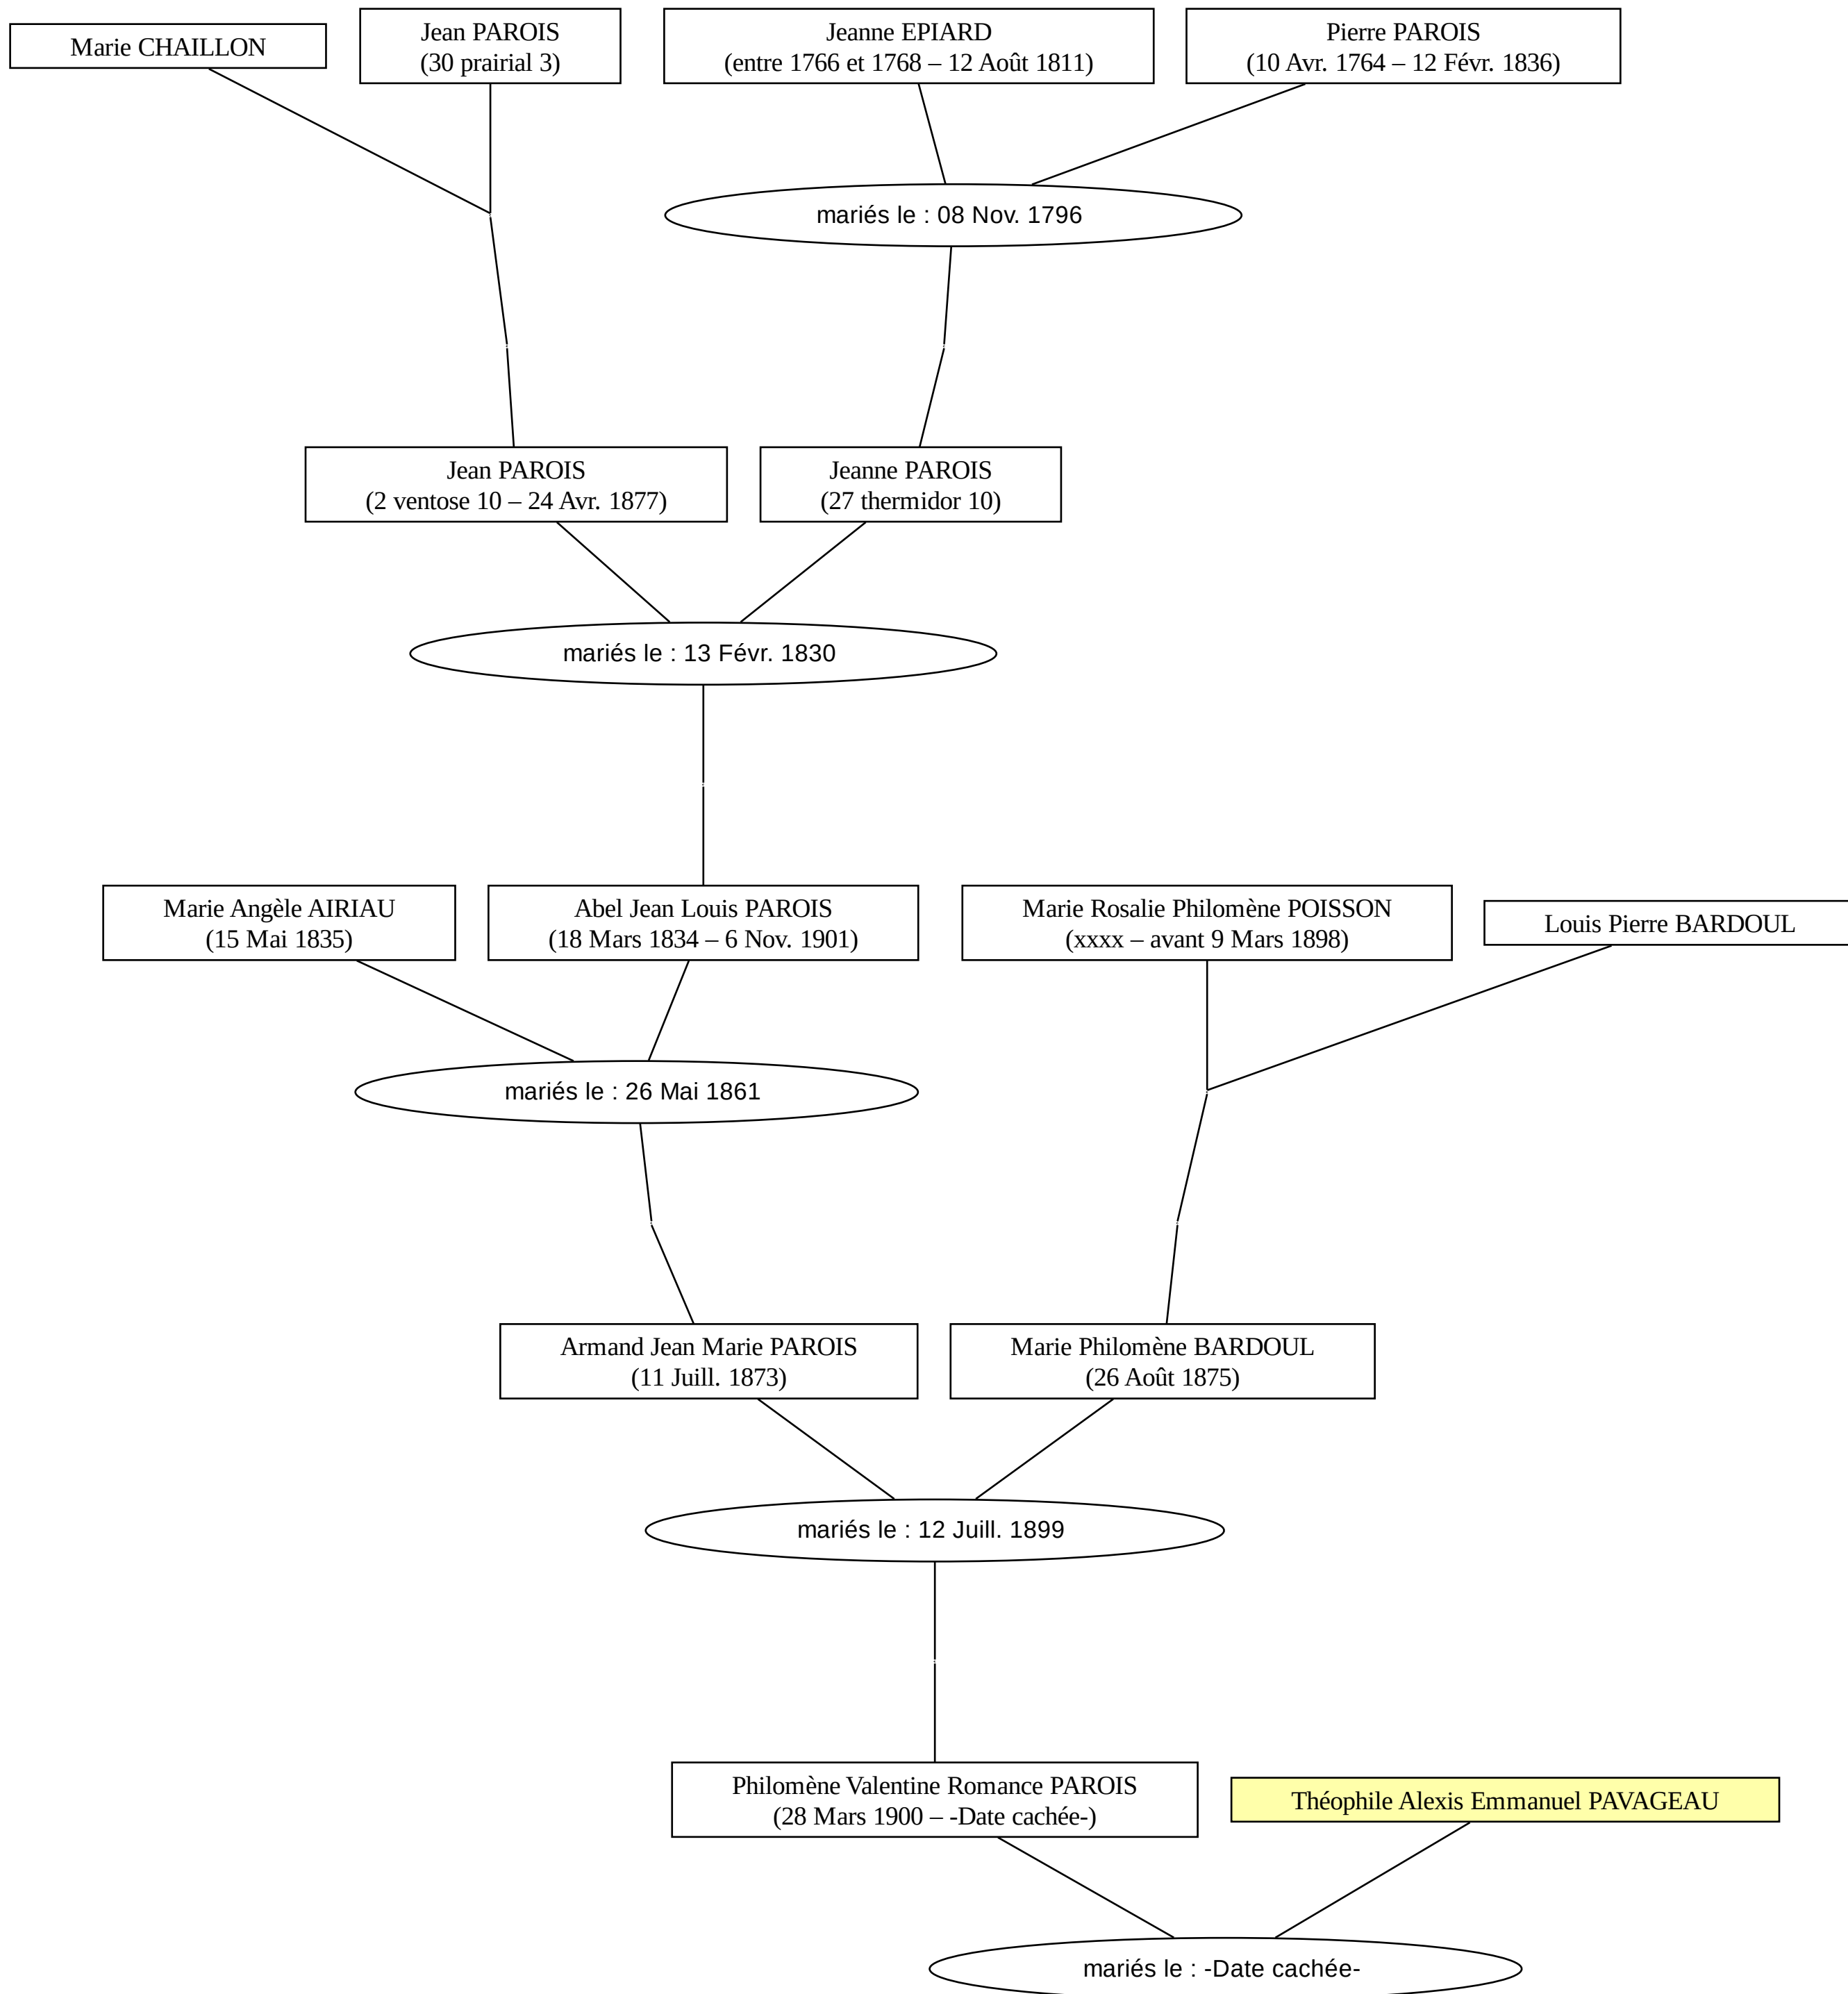 Marie CHAILLON
Jean PAROIS
(30 prairial 3)
Jeanne EPIARD
(entre 1766 et 1768 – 12 Août 1811)
Pierre PAROIS
(10 Avr. 1764 – 12 Févr. 1836)
mariés le : 08 Nov. 1796
Jean PAROIS
(2 ventose 10 – 24 Avr. 1877)
Jeanne PAROIS
(27 thermidor 10)
mariés le : 13 Févr. 1830
Marie Angèle AIRIAU
(15 Mai 1835)
Abel Jean Louis PAROIS
(18 Mars 1834 – 6 Nov. 1901)
Marie Rosalie Philomène POISSON
(xxxx – avant 9 Mars 1898)
Louis Pierre BARDOUL
mariés le : 26 Mai 1861
Armand Jean Marie PAROIS
(11 Juill. 1873)
Marie Philomène BARDOUL
(26 Août 1875)
mariés le : 12 Juill. 1899
Philomène Valentine Romance PAROIS
(28 Mars 1900 – -Date cachée-)
Théophile Alexis Emmanuel PAVAGEAU
mariés le : -Date cachée-